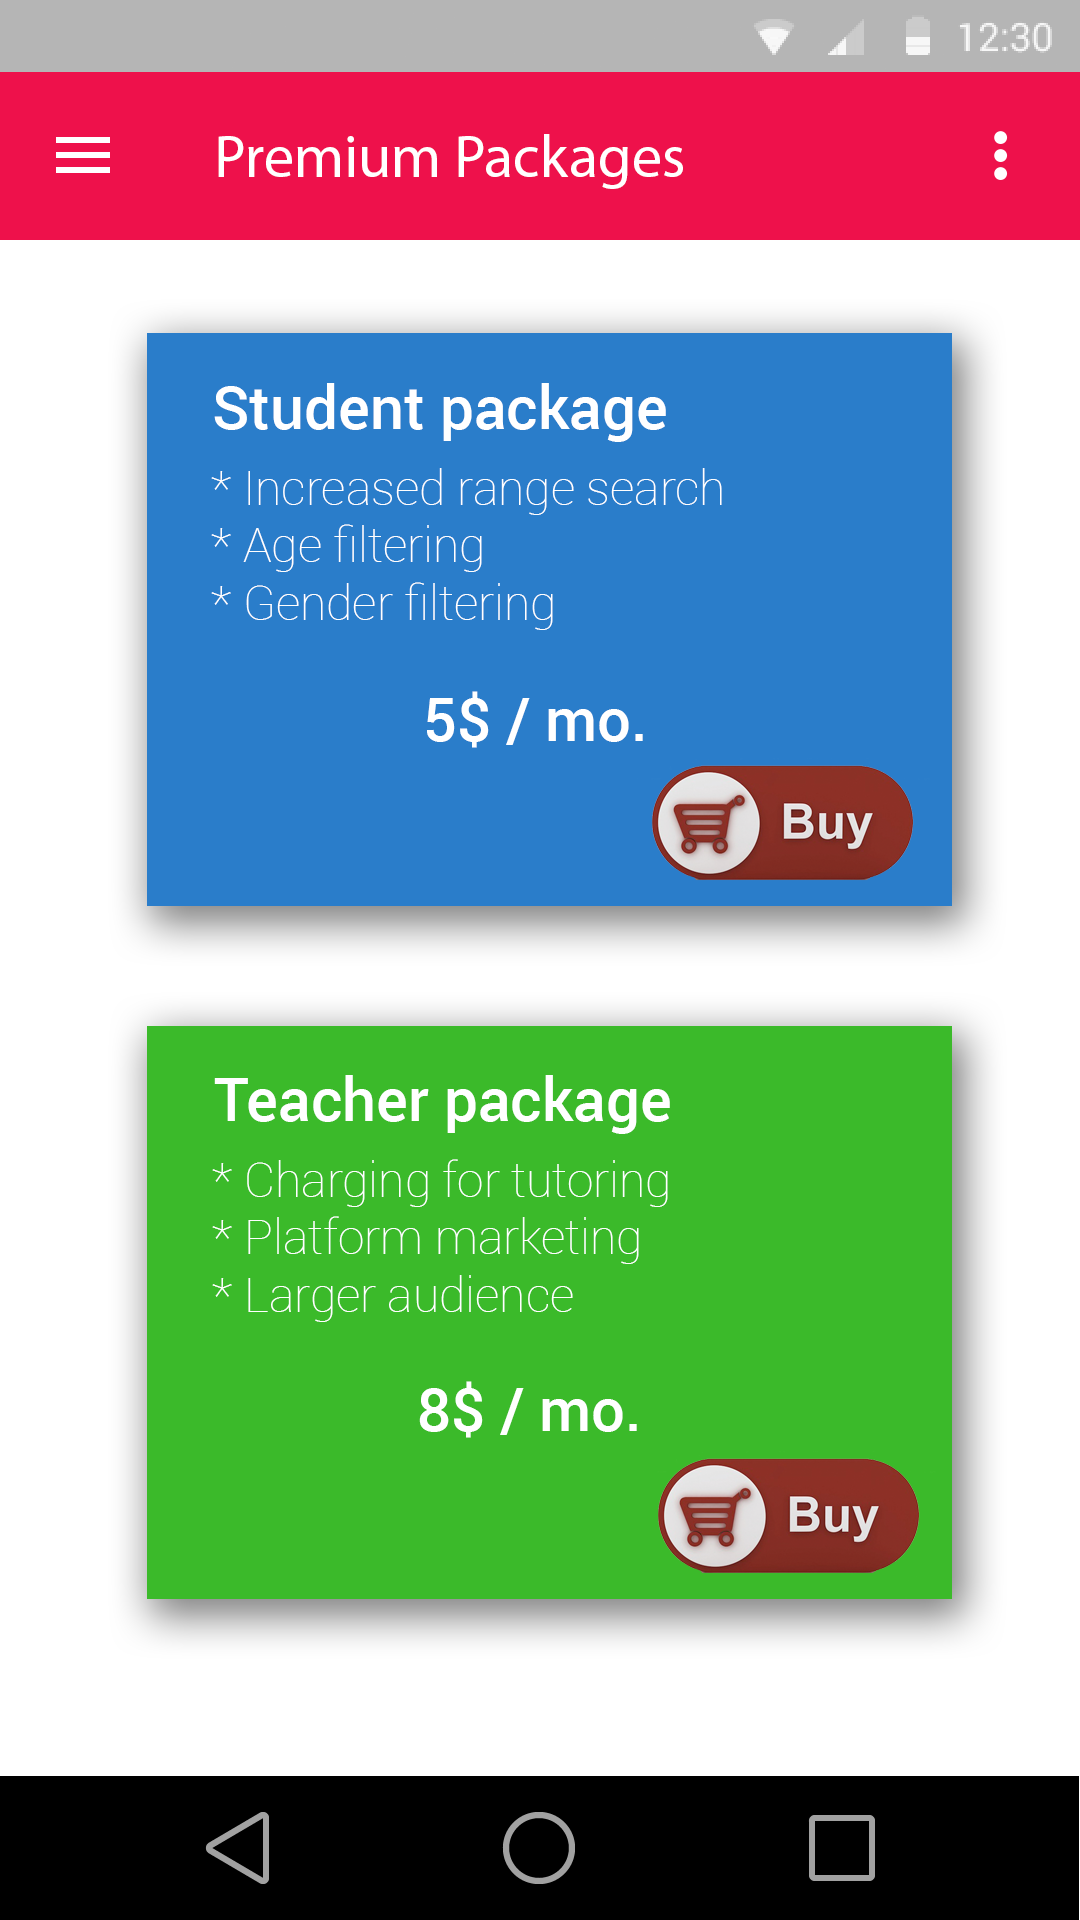 12:30
Premium Packages
Student package
* Increased range search
* Age filtering
* Gender filtering
5$ / mo.
Buy
Teacher package
* Charging for tutoring
* Platform marketing
* Larger audience
8$ / mo.
Buy